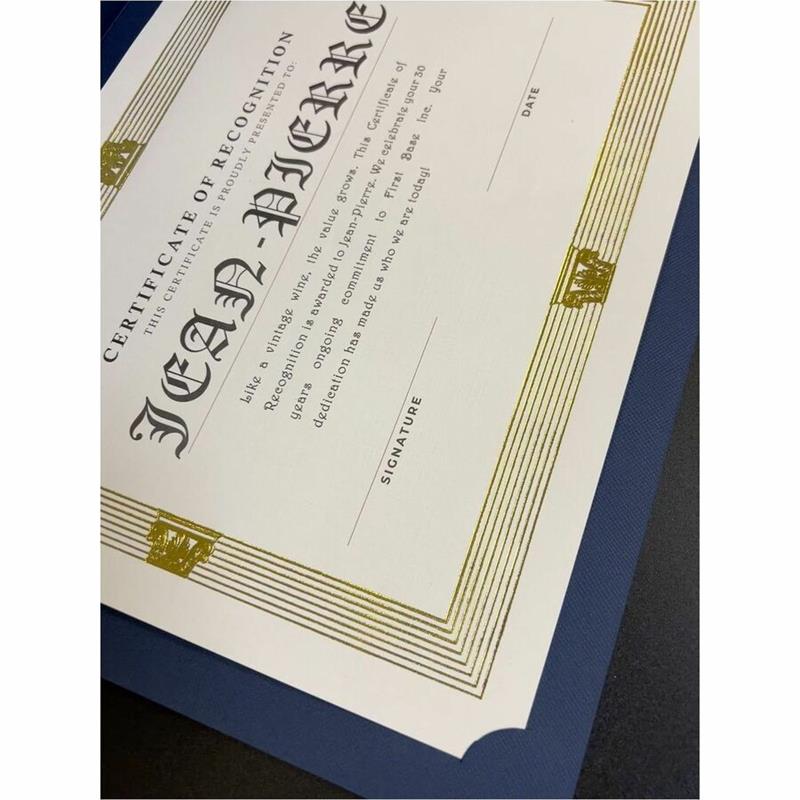 CERTIFICATE OF RECOGNITION
THIS CERTIFICATE IS PROUDLY PRESENTED TO:
JEAN-PIERRE
Like a vintage wine, the value grows. This Certificate of
Recognition is awarded to Jean-Pierre. We celebrate your 30
years ongoing commitment to First Base Inc. Your
dedication has made us who we are today!
SIGNATURE
DATE